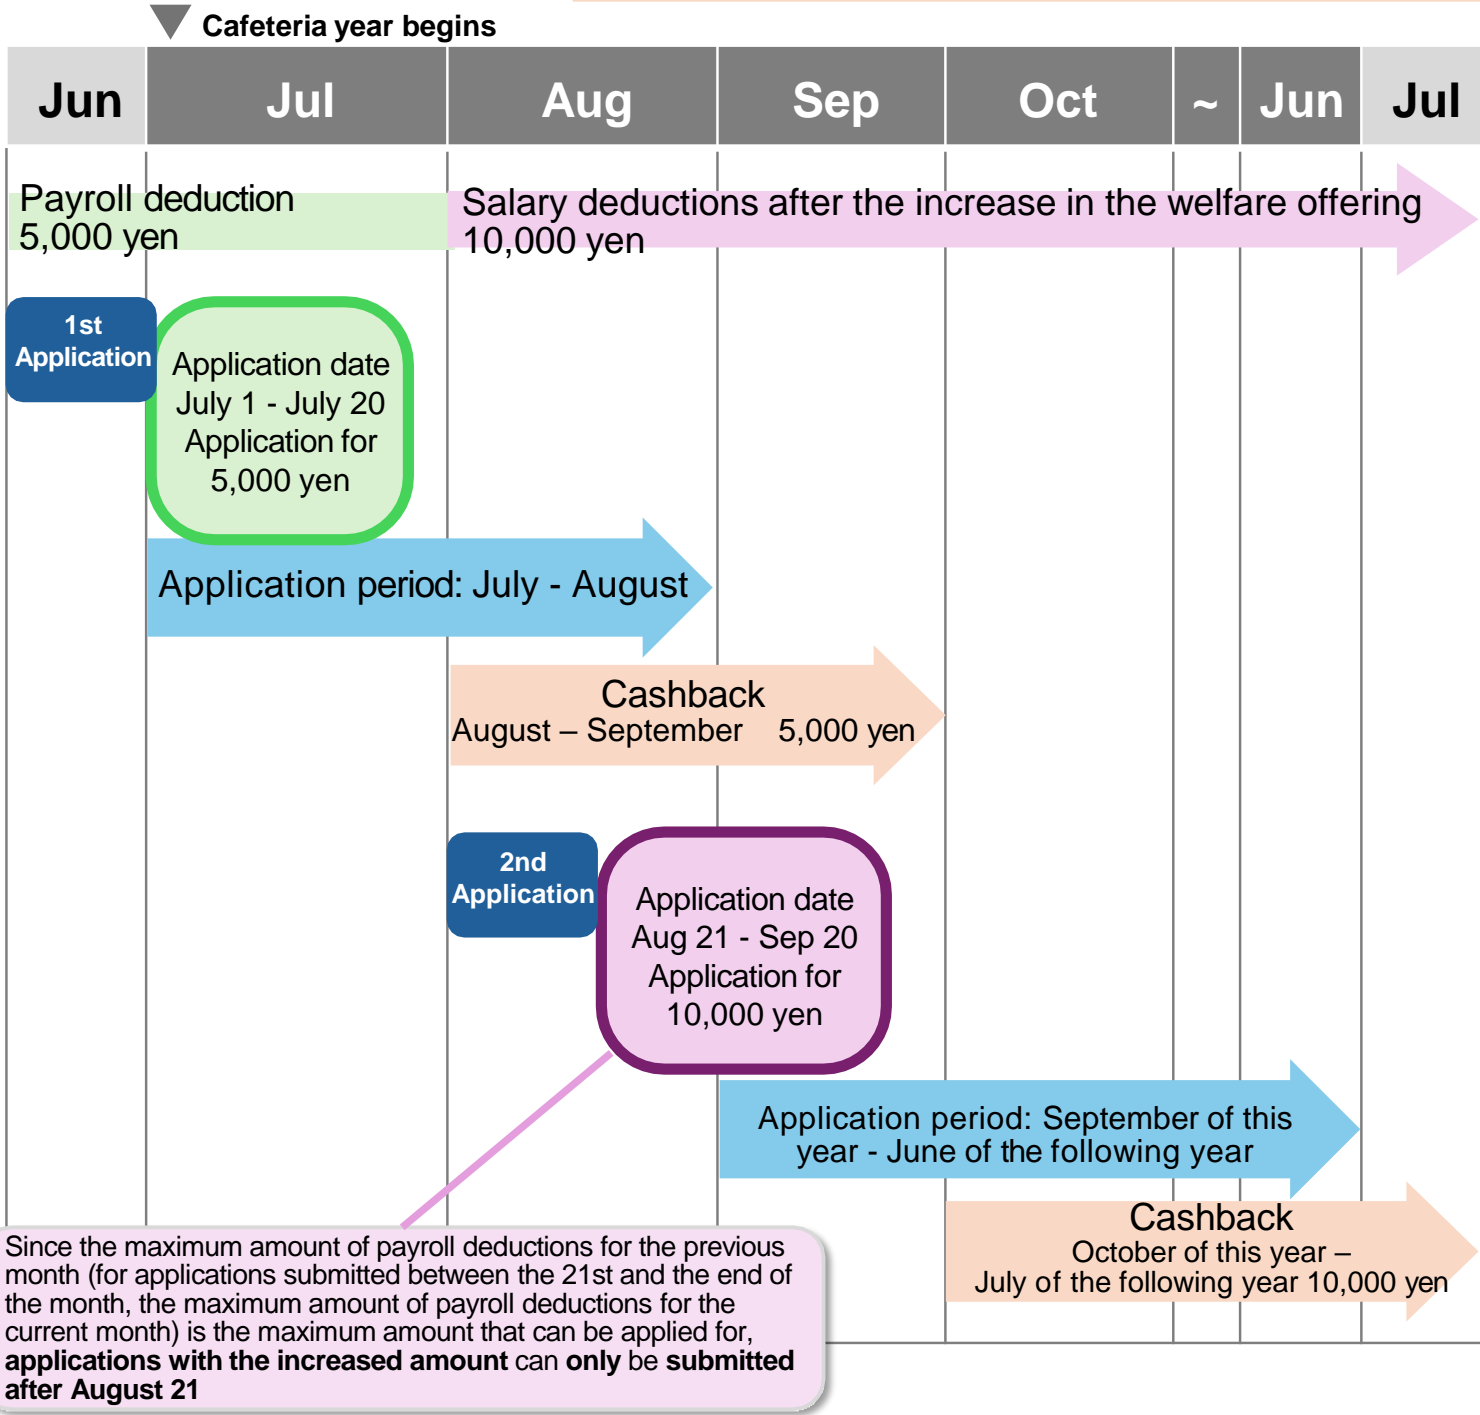 Cafeteria year begins
Jun Jul Aug Sep Oct ~ Jun Jul
Payroll deduction
5,000 yen
Salary deductions after the increase in the welfare offering
10,000 yen
1st
Application
Application date
July 1 - July 20
Application for
5,000 yen
Application period: July - August
Cashback
August – September 5,000 yen
2nd
Application
Application date
Aug 21 - Sep 20
Application for
10,000 yen
Application period: September of this
year - June of the following year
Cashback
October of this year –
July of the following year 10,000 yen
Since the maximum amount of payroll deductions for the previous
month (for applications submitted between the 21st and the end of
the month, the maximum amount of payroll deductions for the
current month) is the maximum amount that can be applied for,
applications with the increased amount can only be submitted
after August 21